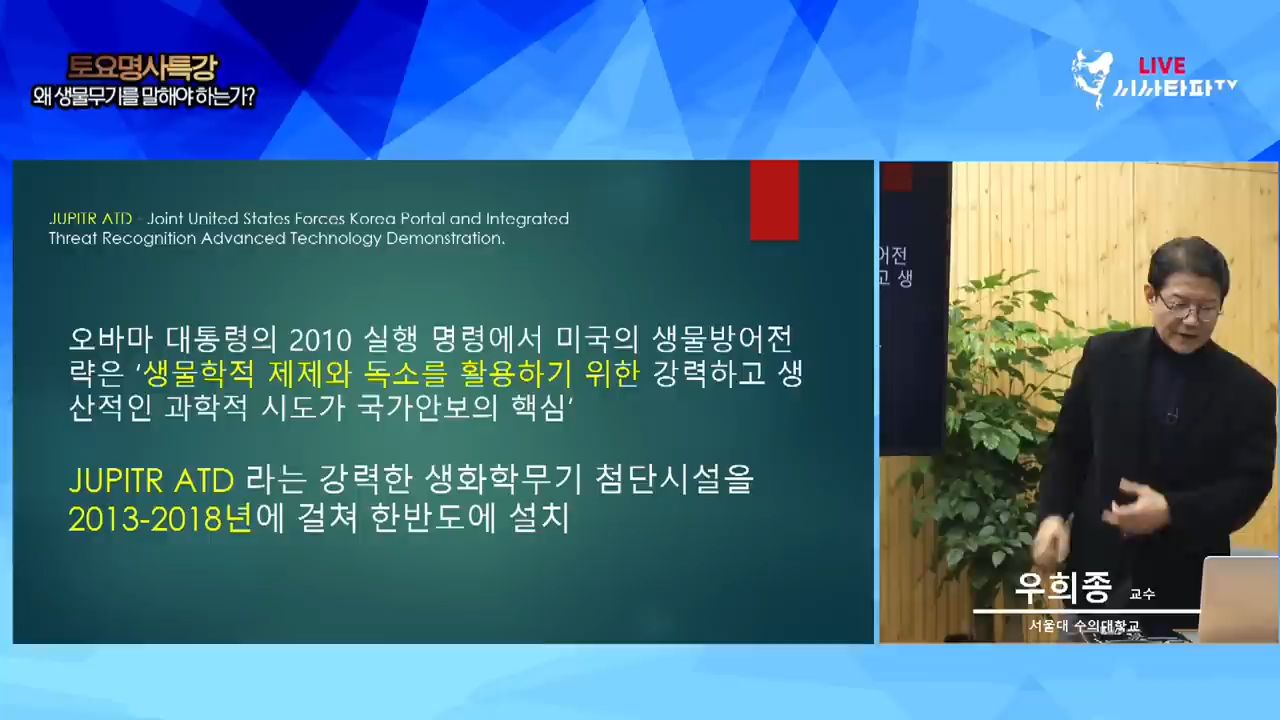 토요명사특강
왜 생물무기를 말해야 하는가?
LIVE
시사타파TV
JUPITR ATD - Joint United States Forces Korea Portal and Integrated
Threat Recognition Advanced Technology Demonstration.
오바마 대통령의 2010 실행 명령에서 미국의 생물방어전
략은 ‘생물학적 제제와 독소를 활용하기 위한 강력하고 생
산적인 과학적 시도가 국가안보의 핵심‘
JUPITR ATD 라는 강력한 생화학무기 첨단시설을
2013-2018년에 걸쳐 한반도에 설치
어전
고 생
우희종 교수
서울대 수의대학교